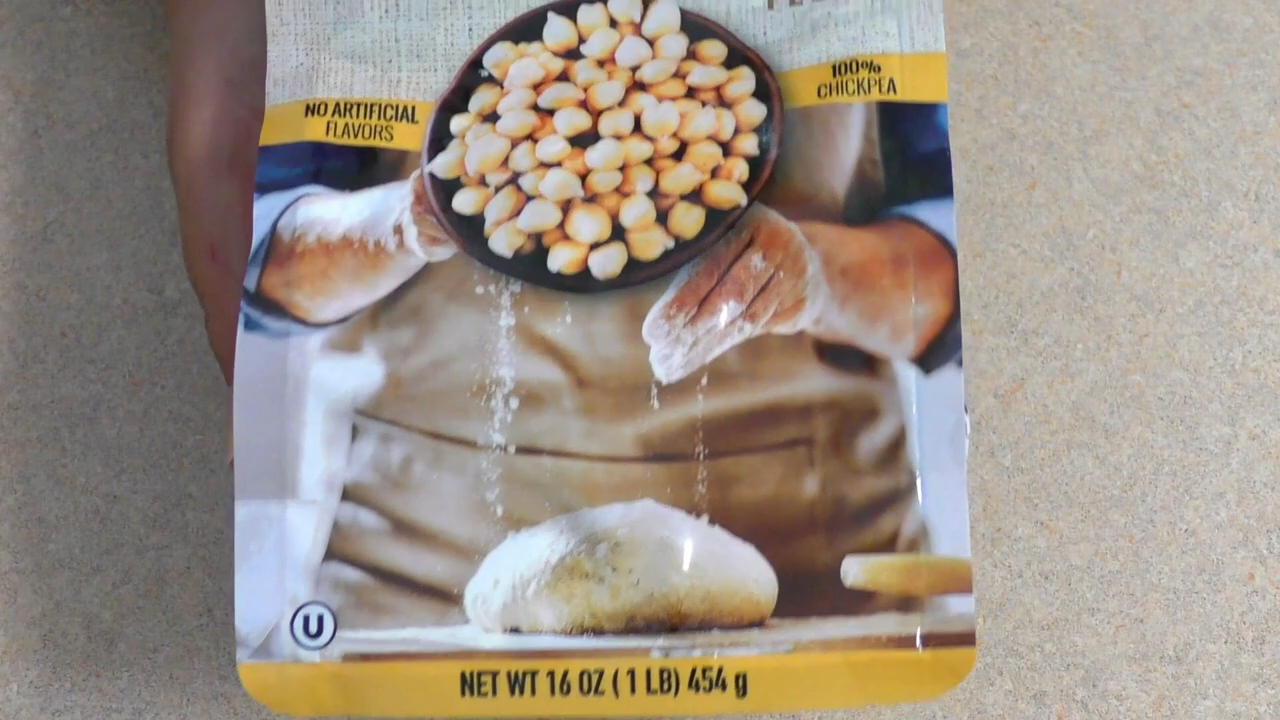 100%
CHICKPEA
NO ARTIFICIAL
FLAVORS
U
NET WT 16 OZ ( 1 LB) 454 g